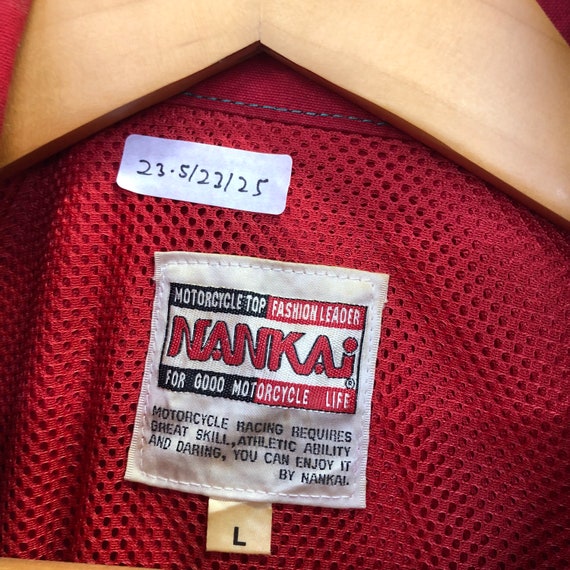 23.5/23/25
MOTORCYCLE TOP FASHION LEADER
NANKAi
®
FOR GOOD MOTORCYCLE LIFE
MOTORCYCLE RACING REQUIRES
GREAT SKILL, ATHLETIC ABILITY
AND DARING, YOU CAN ENJOY IT
BY NANKAI.
L